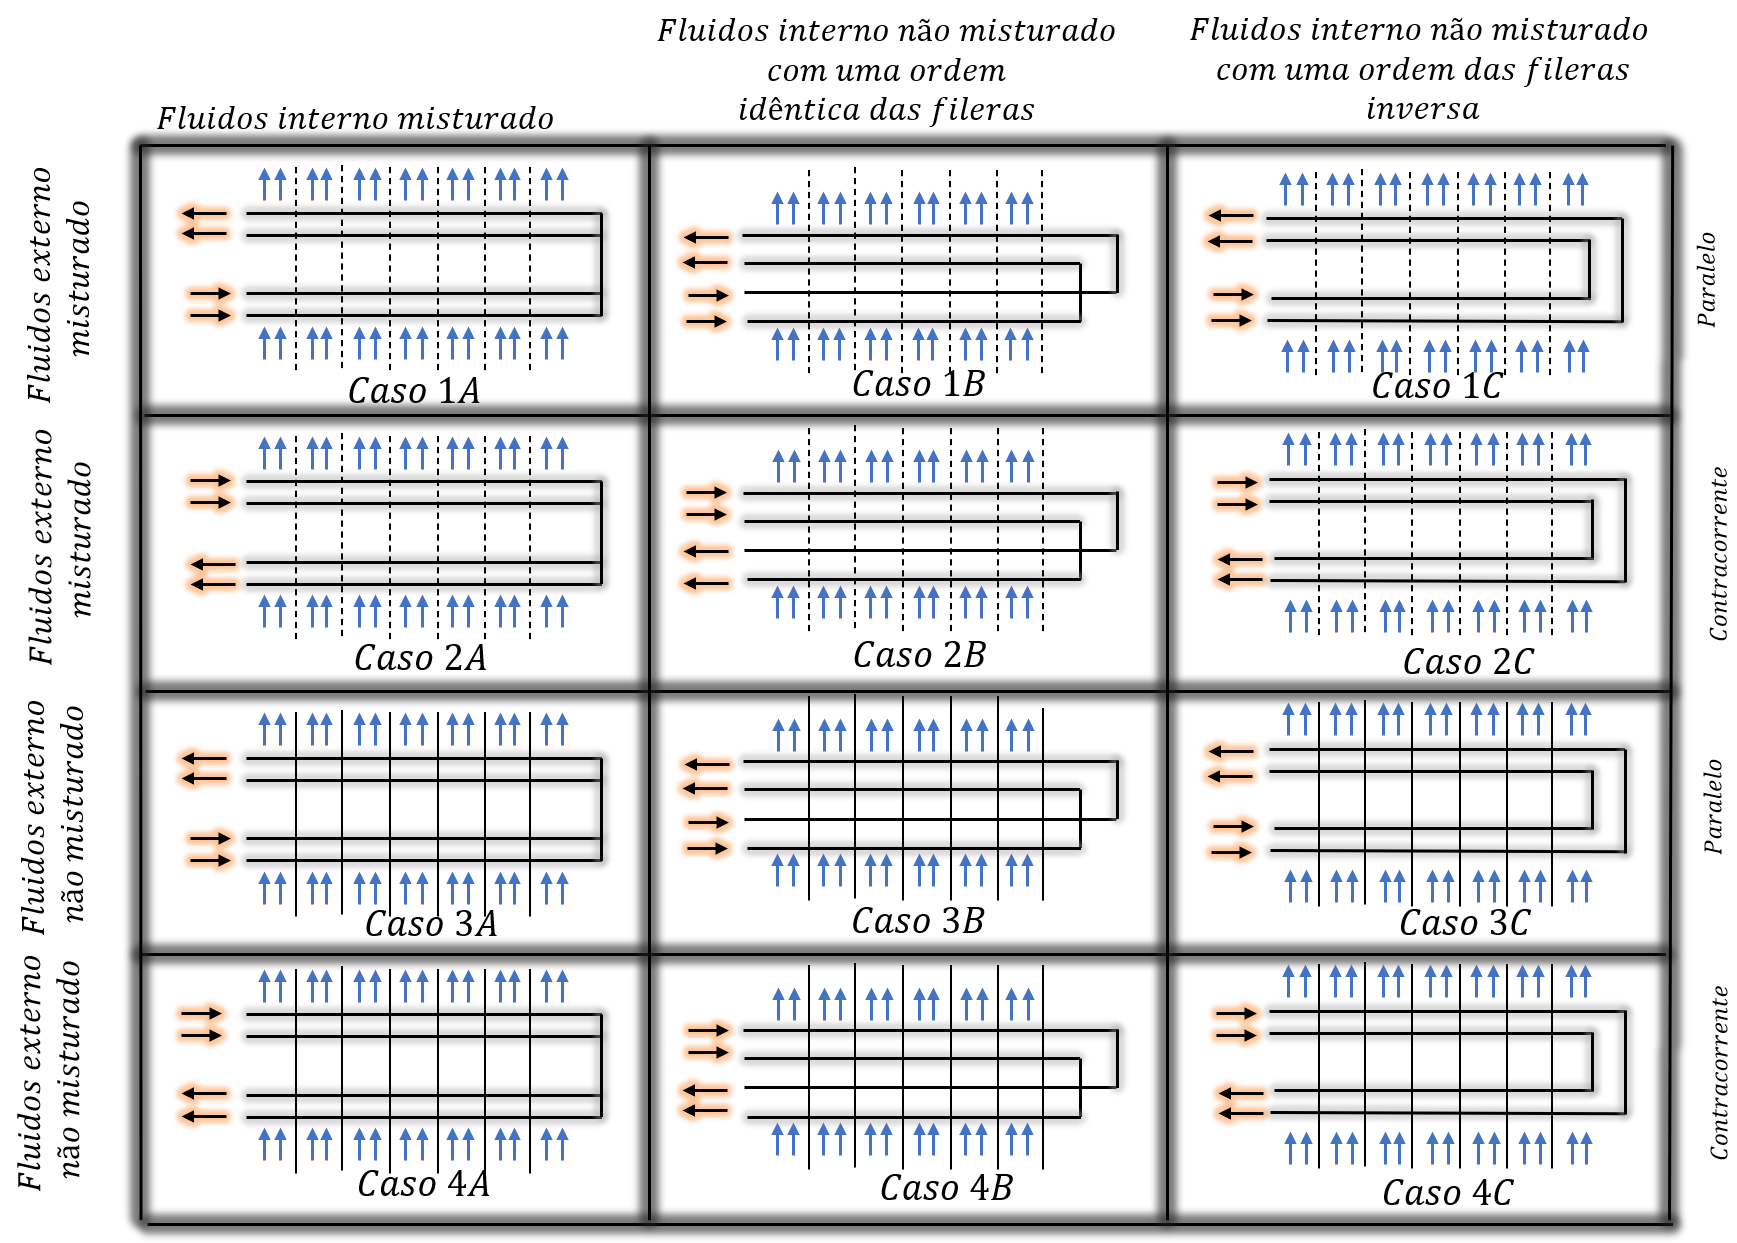 Fluidos interno não misturado
com uma ordem
idêntica das fileras
Fluidos interno não misturado
com uma ordem das fileras
inversa
Fluidos interno misturado
Fluidos externo
misturado
Caso 1A
Caso 1B
Caso 1C
Paralelo
Fluidos externo
misturado
Caso 2A
Caso 2B
Caso 2C
Contracorrente
Fluidos externo
não misturado
Caso 3A
Caso 3B
Caso 3C
Paralelo
Fluidos externo
não misturado
Caso 4A
Caso 4B
Caso 4C
Contracorrente